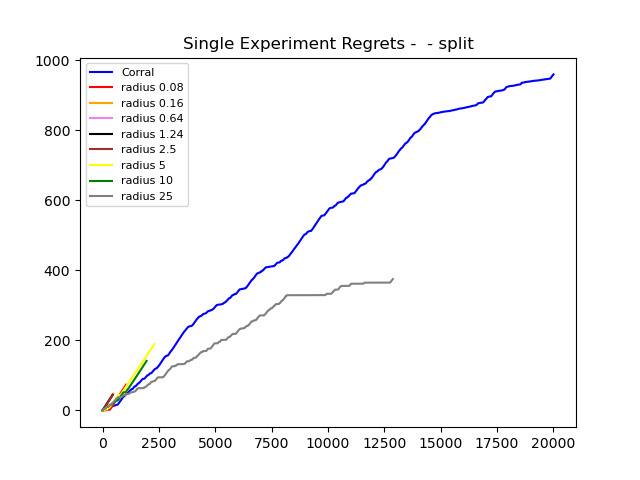 Single Experiment Regrets -  - split
1000
800
600
400
200
0
Corral
radius 0.08
radius 0.16
radius 0.64
radius 1.24
radius 2.5
radius 5
radius 10
radius 25
0 2500 5000 7500 10000 12500 15000 17500 20000